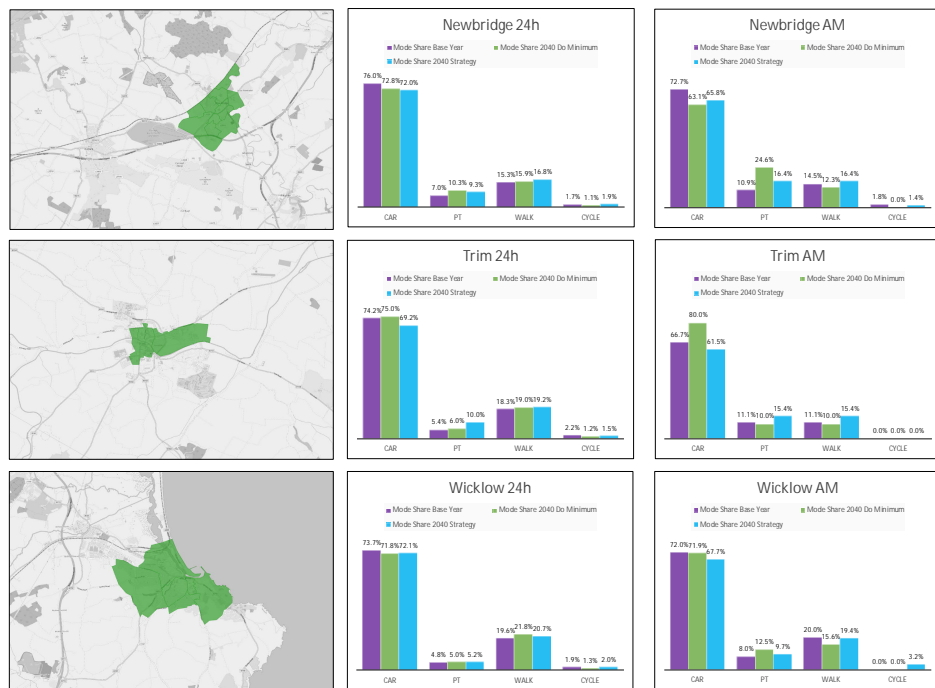 Newbridge 24h
Mode Share Base Year
Mode Share 2040 Do Minimum
Mode Share 2040 Strategy
76.0%
72.8%
72.0%
7.0%
10.3%
9.3%
15.3%
15.9%
16.8%
1.7%
1.1%
1.9%
CAR
PT
WALK
CYCLE
Newbridge AM
Mode Share Base Year
Mode Share 2040 Do Minimum
Mode Share 2040 Strategy
72.7%
63.1%
65.8%
10.9%
24.6%
16.4%
14.5%
12.3%
16.4%
1.8%
0.0%
1.4%
CAR
PT
WALK
CYCLE
Trim 24h
Mode Share Base Year
Mode Share 2040 Do Minimum
Mode Share 2040 Strategy
74.2%
75.0%
69.2%
5.4%
6.0%
10.0%
18.3%
19.0%
19.2%
2.2%
1.2%
1.5%
CAR
PT
WALK
CYCLE
Trim AM
Mode Share Base Year
Mode Share 2040 Do Minimum
Mode Share 2040 Strategy
66.7%
80.0%
61.5%
11.1%
10.0%
15.4%
11.1%
10.0%
15.4%
0.0%
0.0%
0.0%
CAR
PT
WALK
CYCLE
Wicklow 24h
Mode Share Base Year
Mode Share 2040 Do Minimum
Mode Share 2040 Strategy
73.7%
71.8%
72.1%
4.8%
5.0%
5.2%
19.6%
21.8%
20.7%
1.9%
1.3%
2.0%
CAR
PT
WALK
CYCLE
Wicklow AM
Mode Share Base Year
Mode Share 2040 Do Minimum
Mode Share 2040 Strategy
72.0%
71.9%
67.7%
8.0%
12.5%
9.7%
20.0%
15.6%
19.4%
0.0%
0.0%
3.2%
CAR
PT
WALK
CYCLE